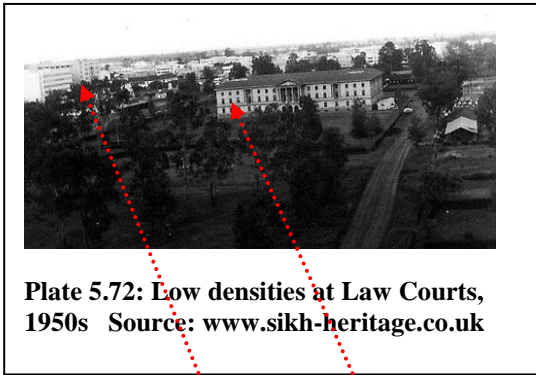 Plate 5.72: Low densities at Law Courts,
1950s Source: www.sikh-heritage.co.uk